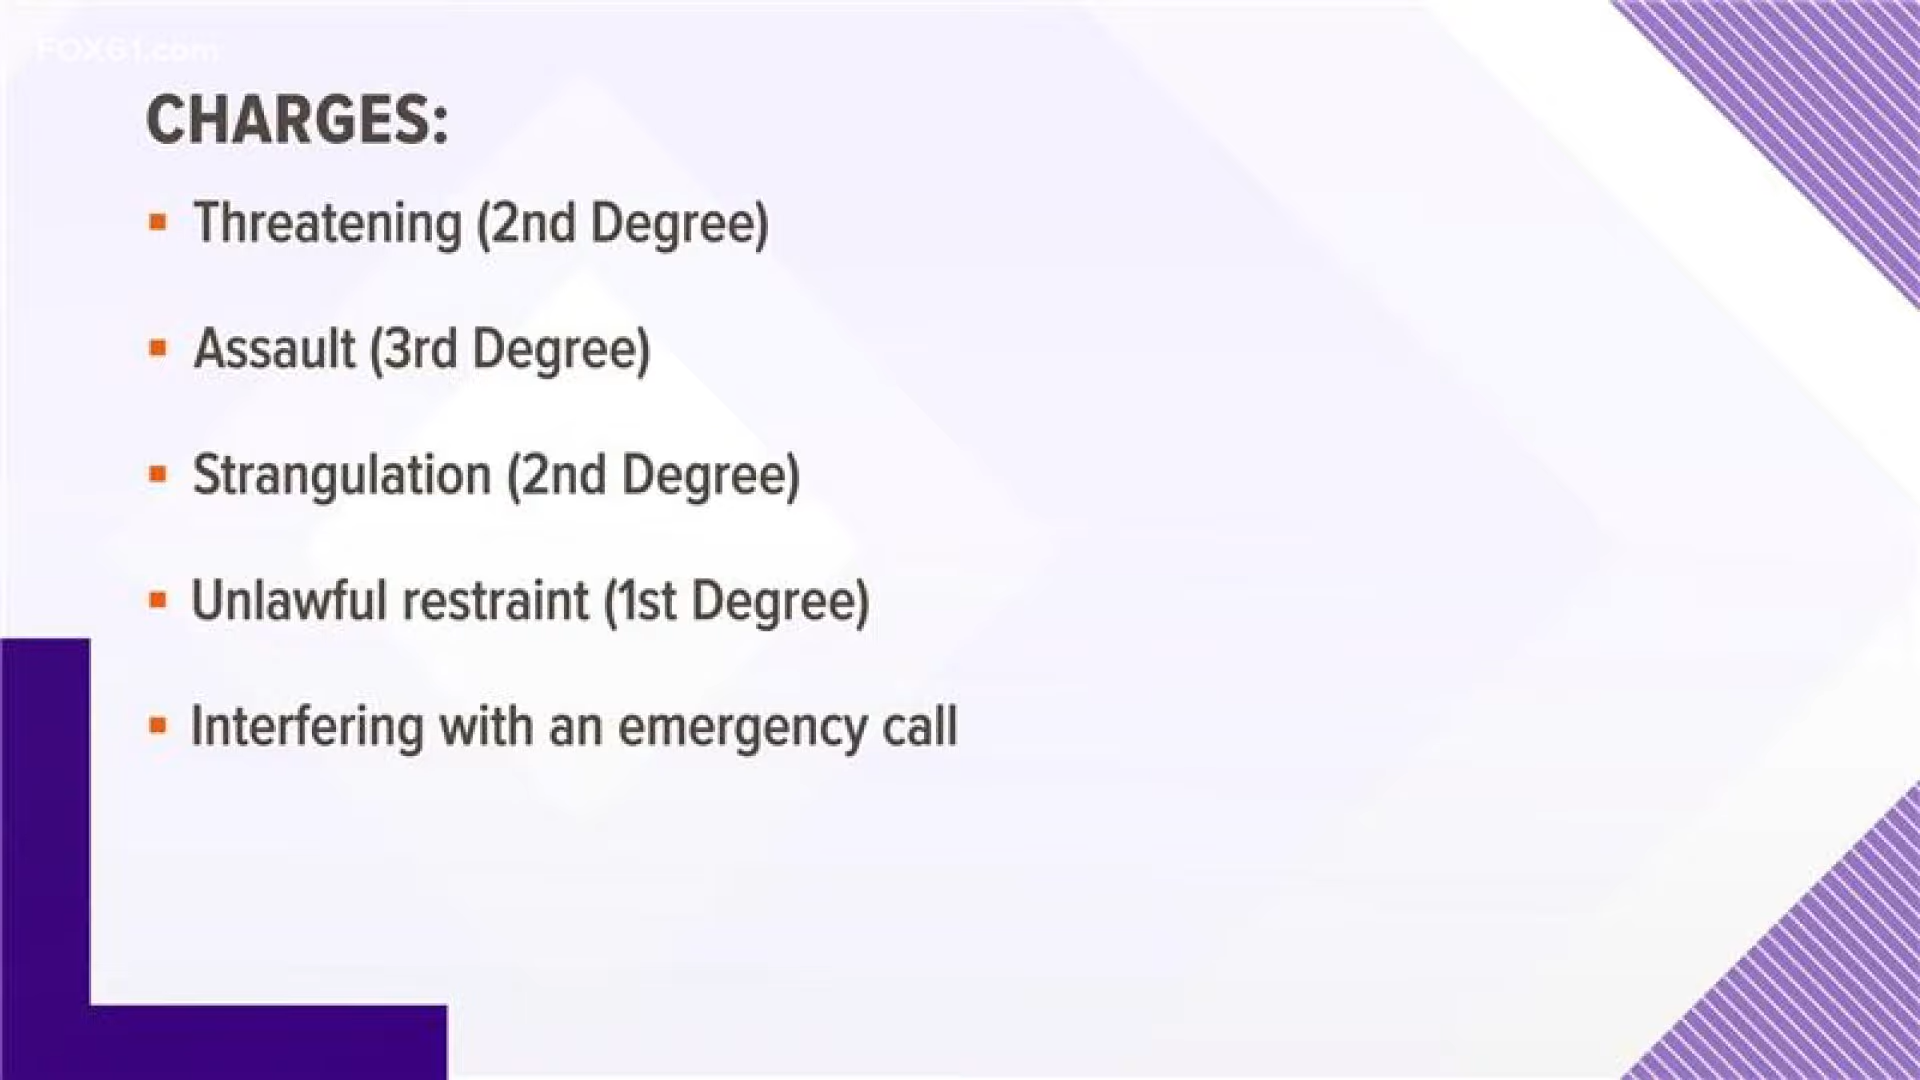 FOX61.com
CHARGES:
Threatening (2nd Degree)
Assault (3rd Degree)
Strangulation (2nd Degree)
Unlawful restraint (1st Degree)
Interfering with an emergency call